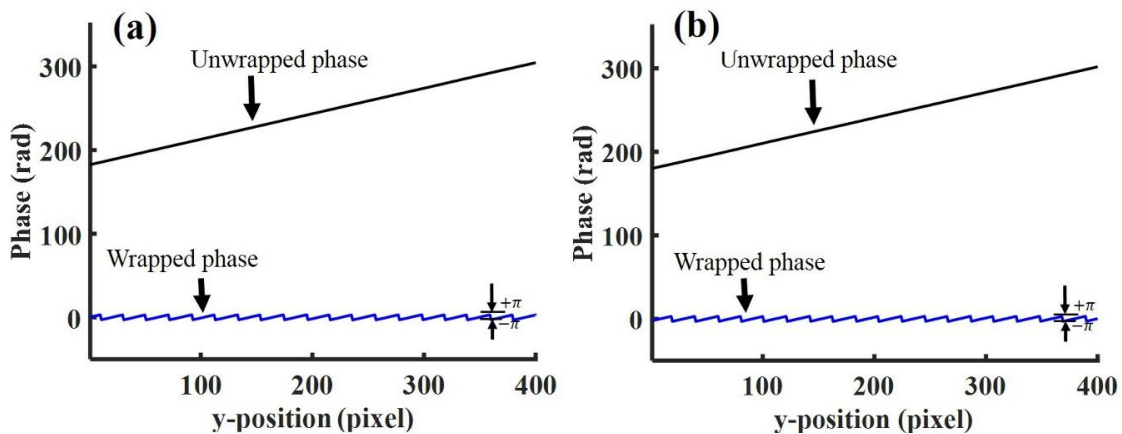 (a)
Unwrapped phase
300
200
100
0
Phase (rad)
Wrapped phase
+π
−π
100 200 300 400
y-position (pixel)
(b)
Unwrapped phase
300
200
100
0
Phase (rad)
Wrapped phase
+π
−π
100 200 300 400
y-position (pixel)